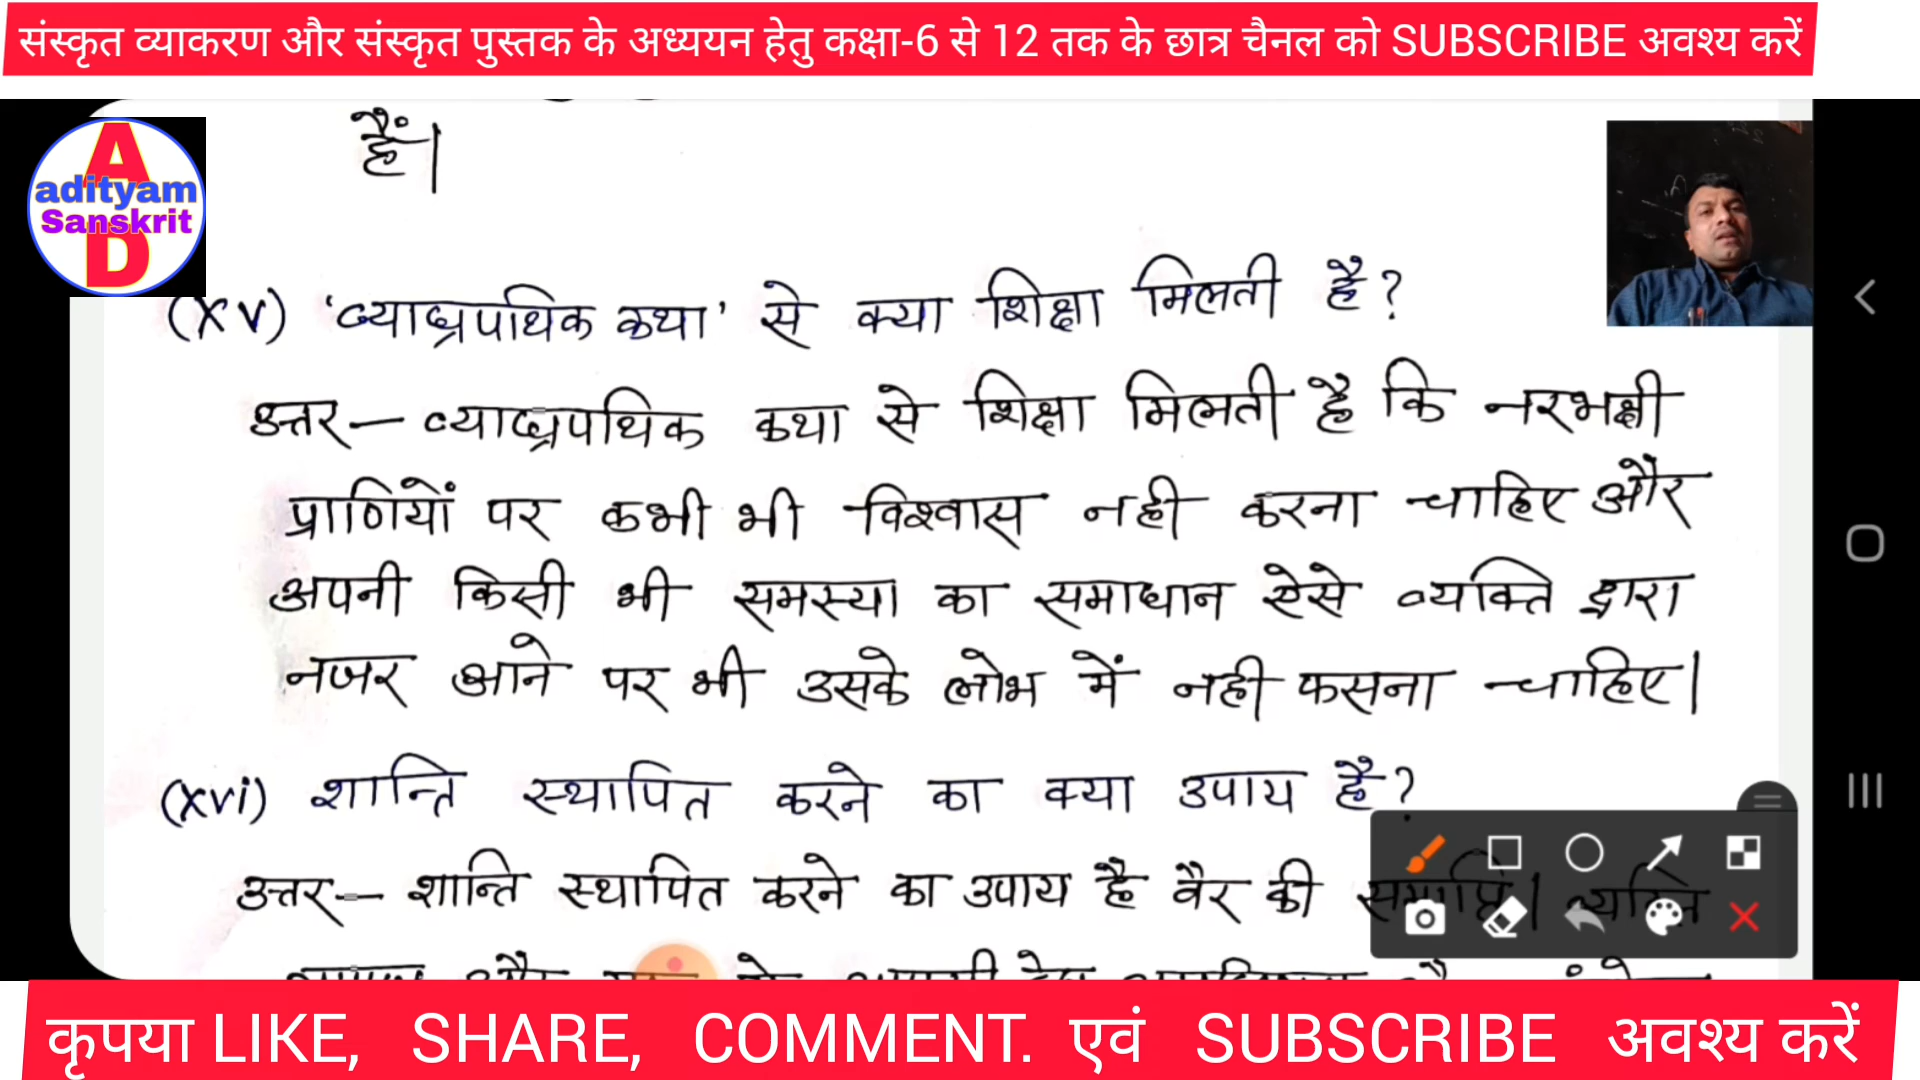 संस्कृत व्याकरण और संस्कृत पुस्तक के अध्ययन हेतु कक्षा-6 से 12 तक के छात्र चैनल को SUBSCRIBE अवश्य करें
हैं।
A
adityam
Sanskrit
D
(xv) 'व्याघ्रपथिक कथा' से क्या शिक्षा मिलती है?
उत्तर— व्याघ्रपथिक कथा से शिक्षा मिलती है कि नरभक्षी
प्राणियों पर कभी भी विश्वास नही करना चाहिए और
अपनी किसी भी समस्या का समाधान ऐसे व्यक्ति द्वारा
नजर आने पर भी उसके लोभ में नही फसना चाहिए।
(xvi) शान्ति स्थापित करने का क्या उपाय है?
उत्तर— शान्ति स्थापित करने का उपाय है वैर की
कृपया LIKE, SHARE, COMMENT. एवं SUBSCRIBE अवश्य करें